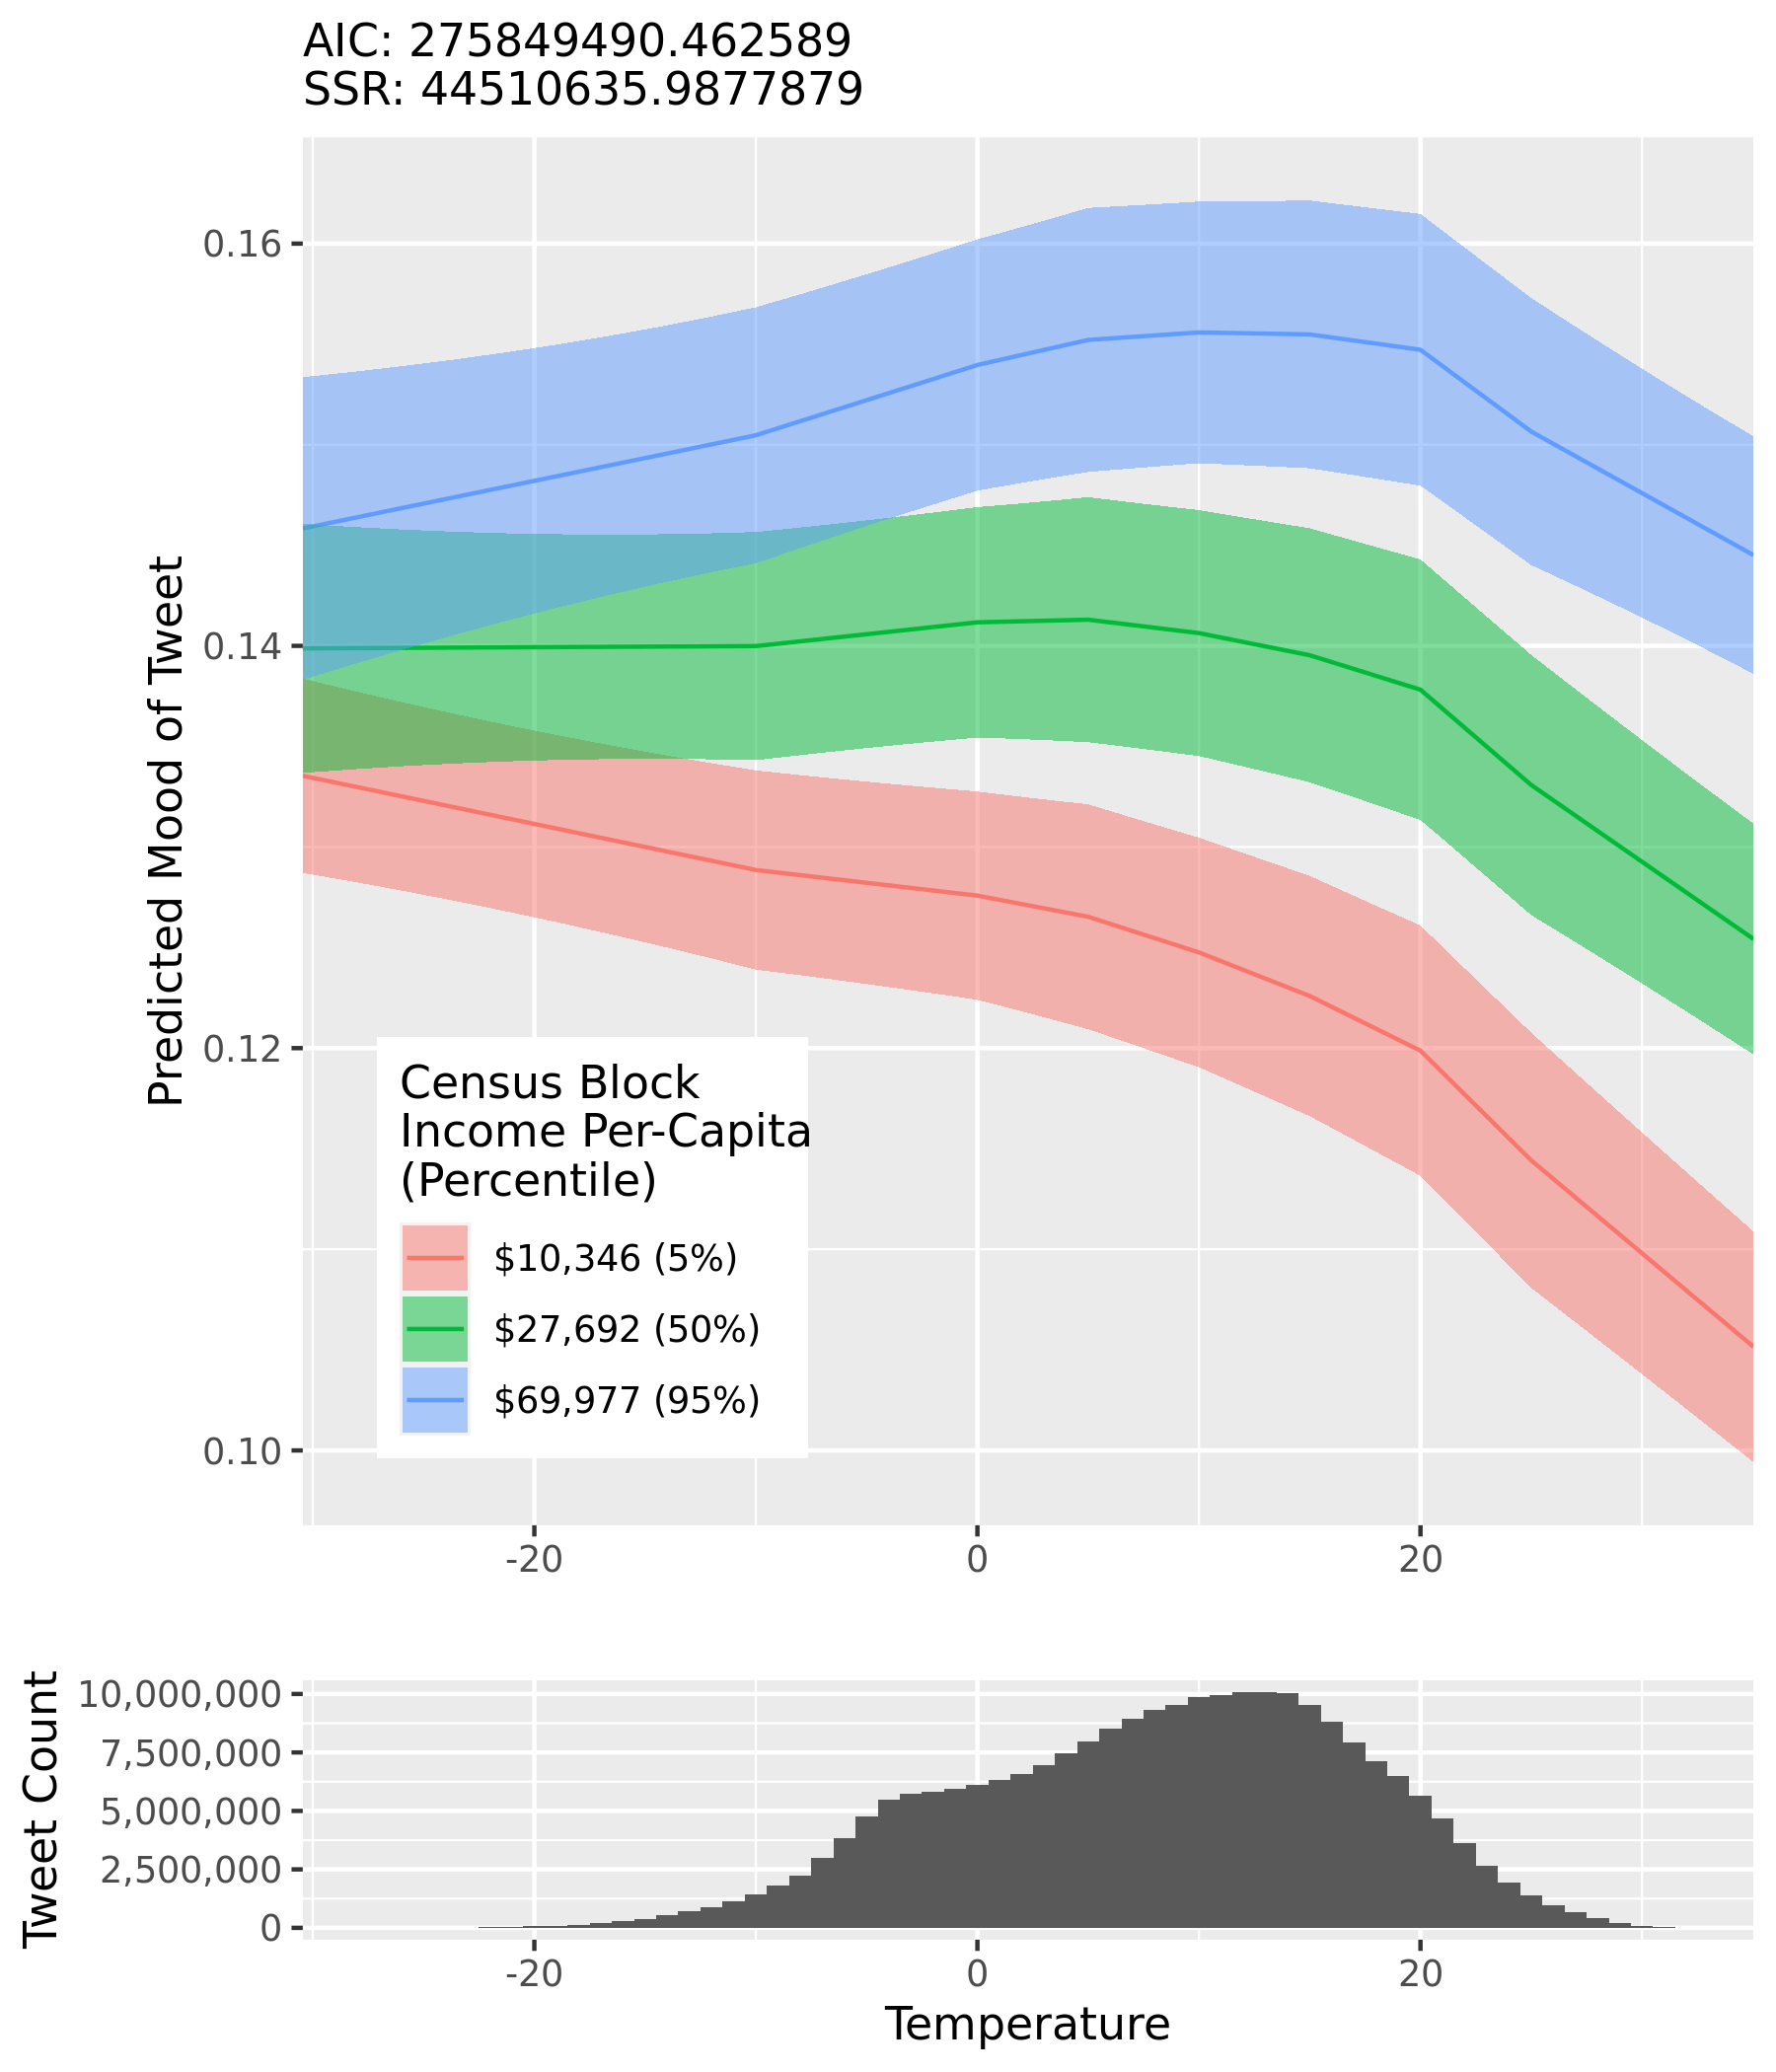 AIC: 275849490.462589
SSR: 44510635.9877879
Predicted Mood of Tweet
0.16
0.14
0.12
0.10
Census Block
Income Per-Capita
(Percentile)
$10,346 (5%)
$27,692 (50%)
$69,977 (95%)
-20 0 20
Tweet Count
10,000,000
7,500,000
5,000,000
2,500,000
0
-20 0 20
Temperature